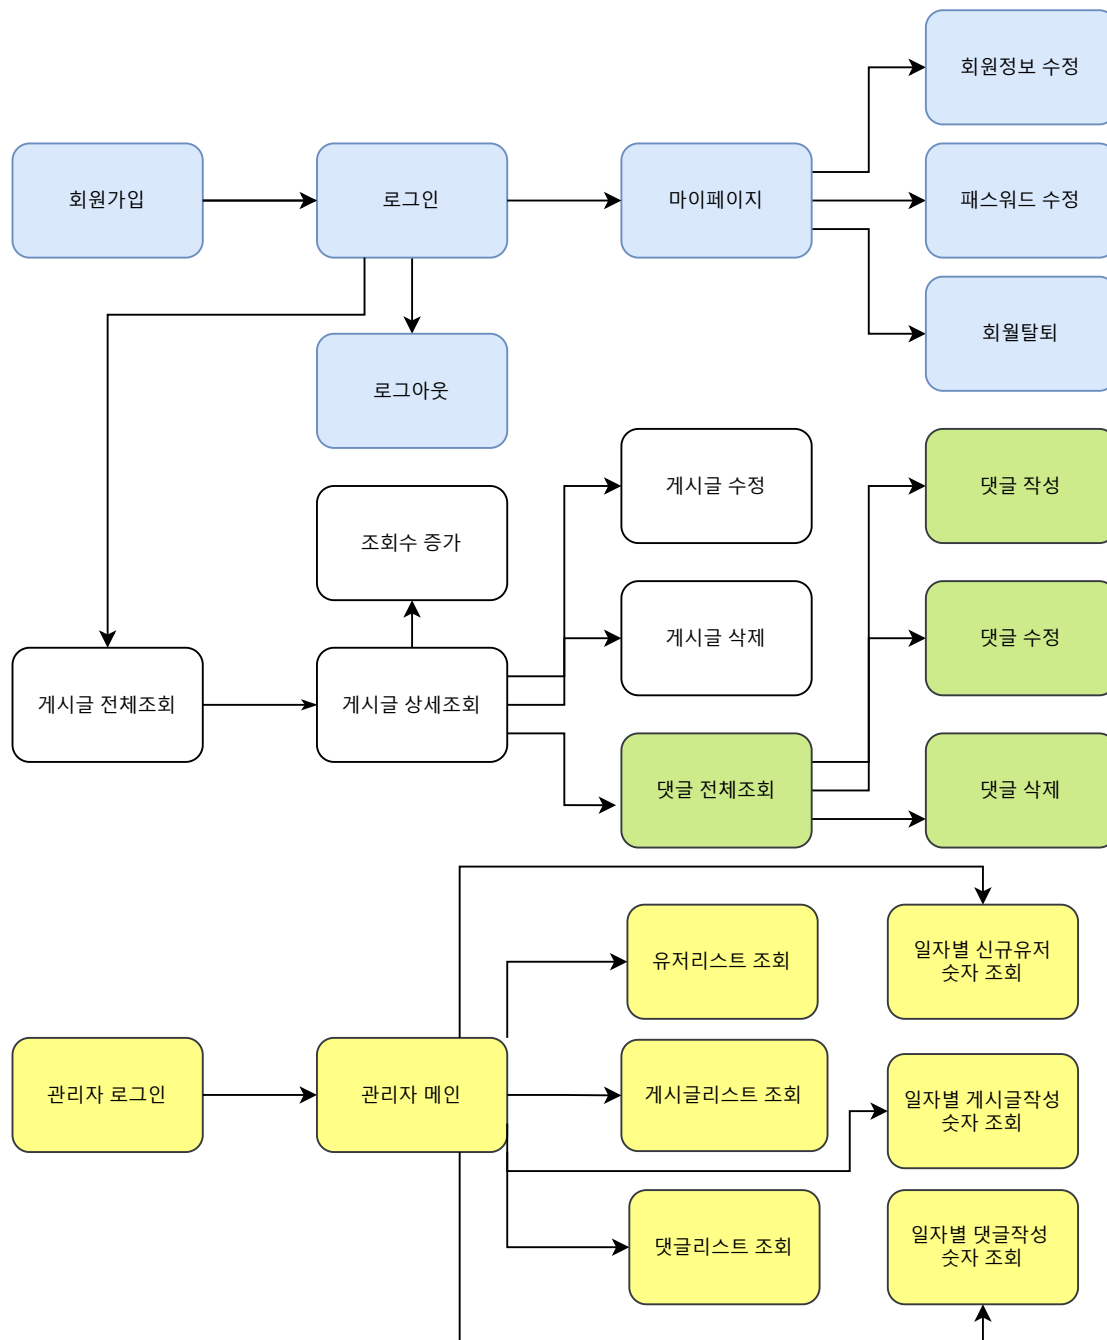 회원정보 수정
회원가입
로그인
마이페이지
패스워드 수정
회월탈퇴
로그아웃
게시글 수정
댓글 작성
조회수 증가
게시글 삭제
댓글 수정
게시글 전체조회
게시글 상세조회
댓글 전체조회
댓글 삭제
유저리스트 조회
일자별 신규유저
숫자 조회
관리자 로그인
관리자 메인
게시글리스트 조회
일자별 게시글작성
숫자 조회
댓글리스트 조회
일자별 댓글작성
숫자 조회